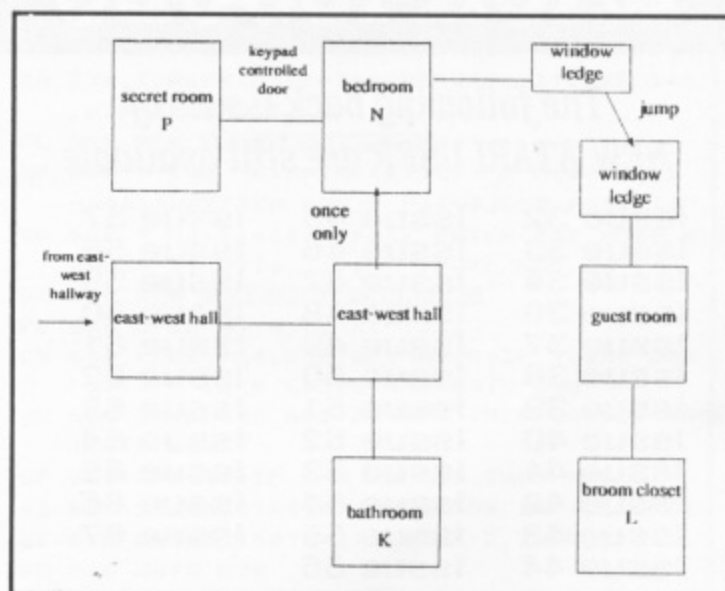 keypad
controlled
door
secret room
P
bedroom
N
window
ledge
jump
window
ledge
once
only
from east-
west
hallway
east-west hall
east-west hall
guest room
bathroom
K
broom closet
L